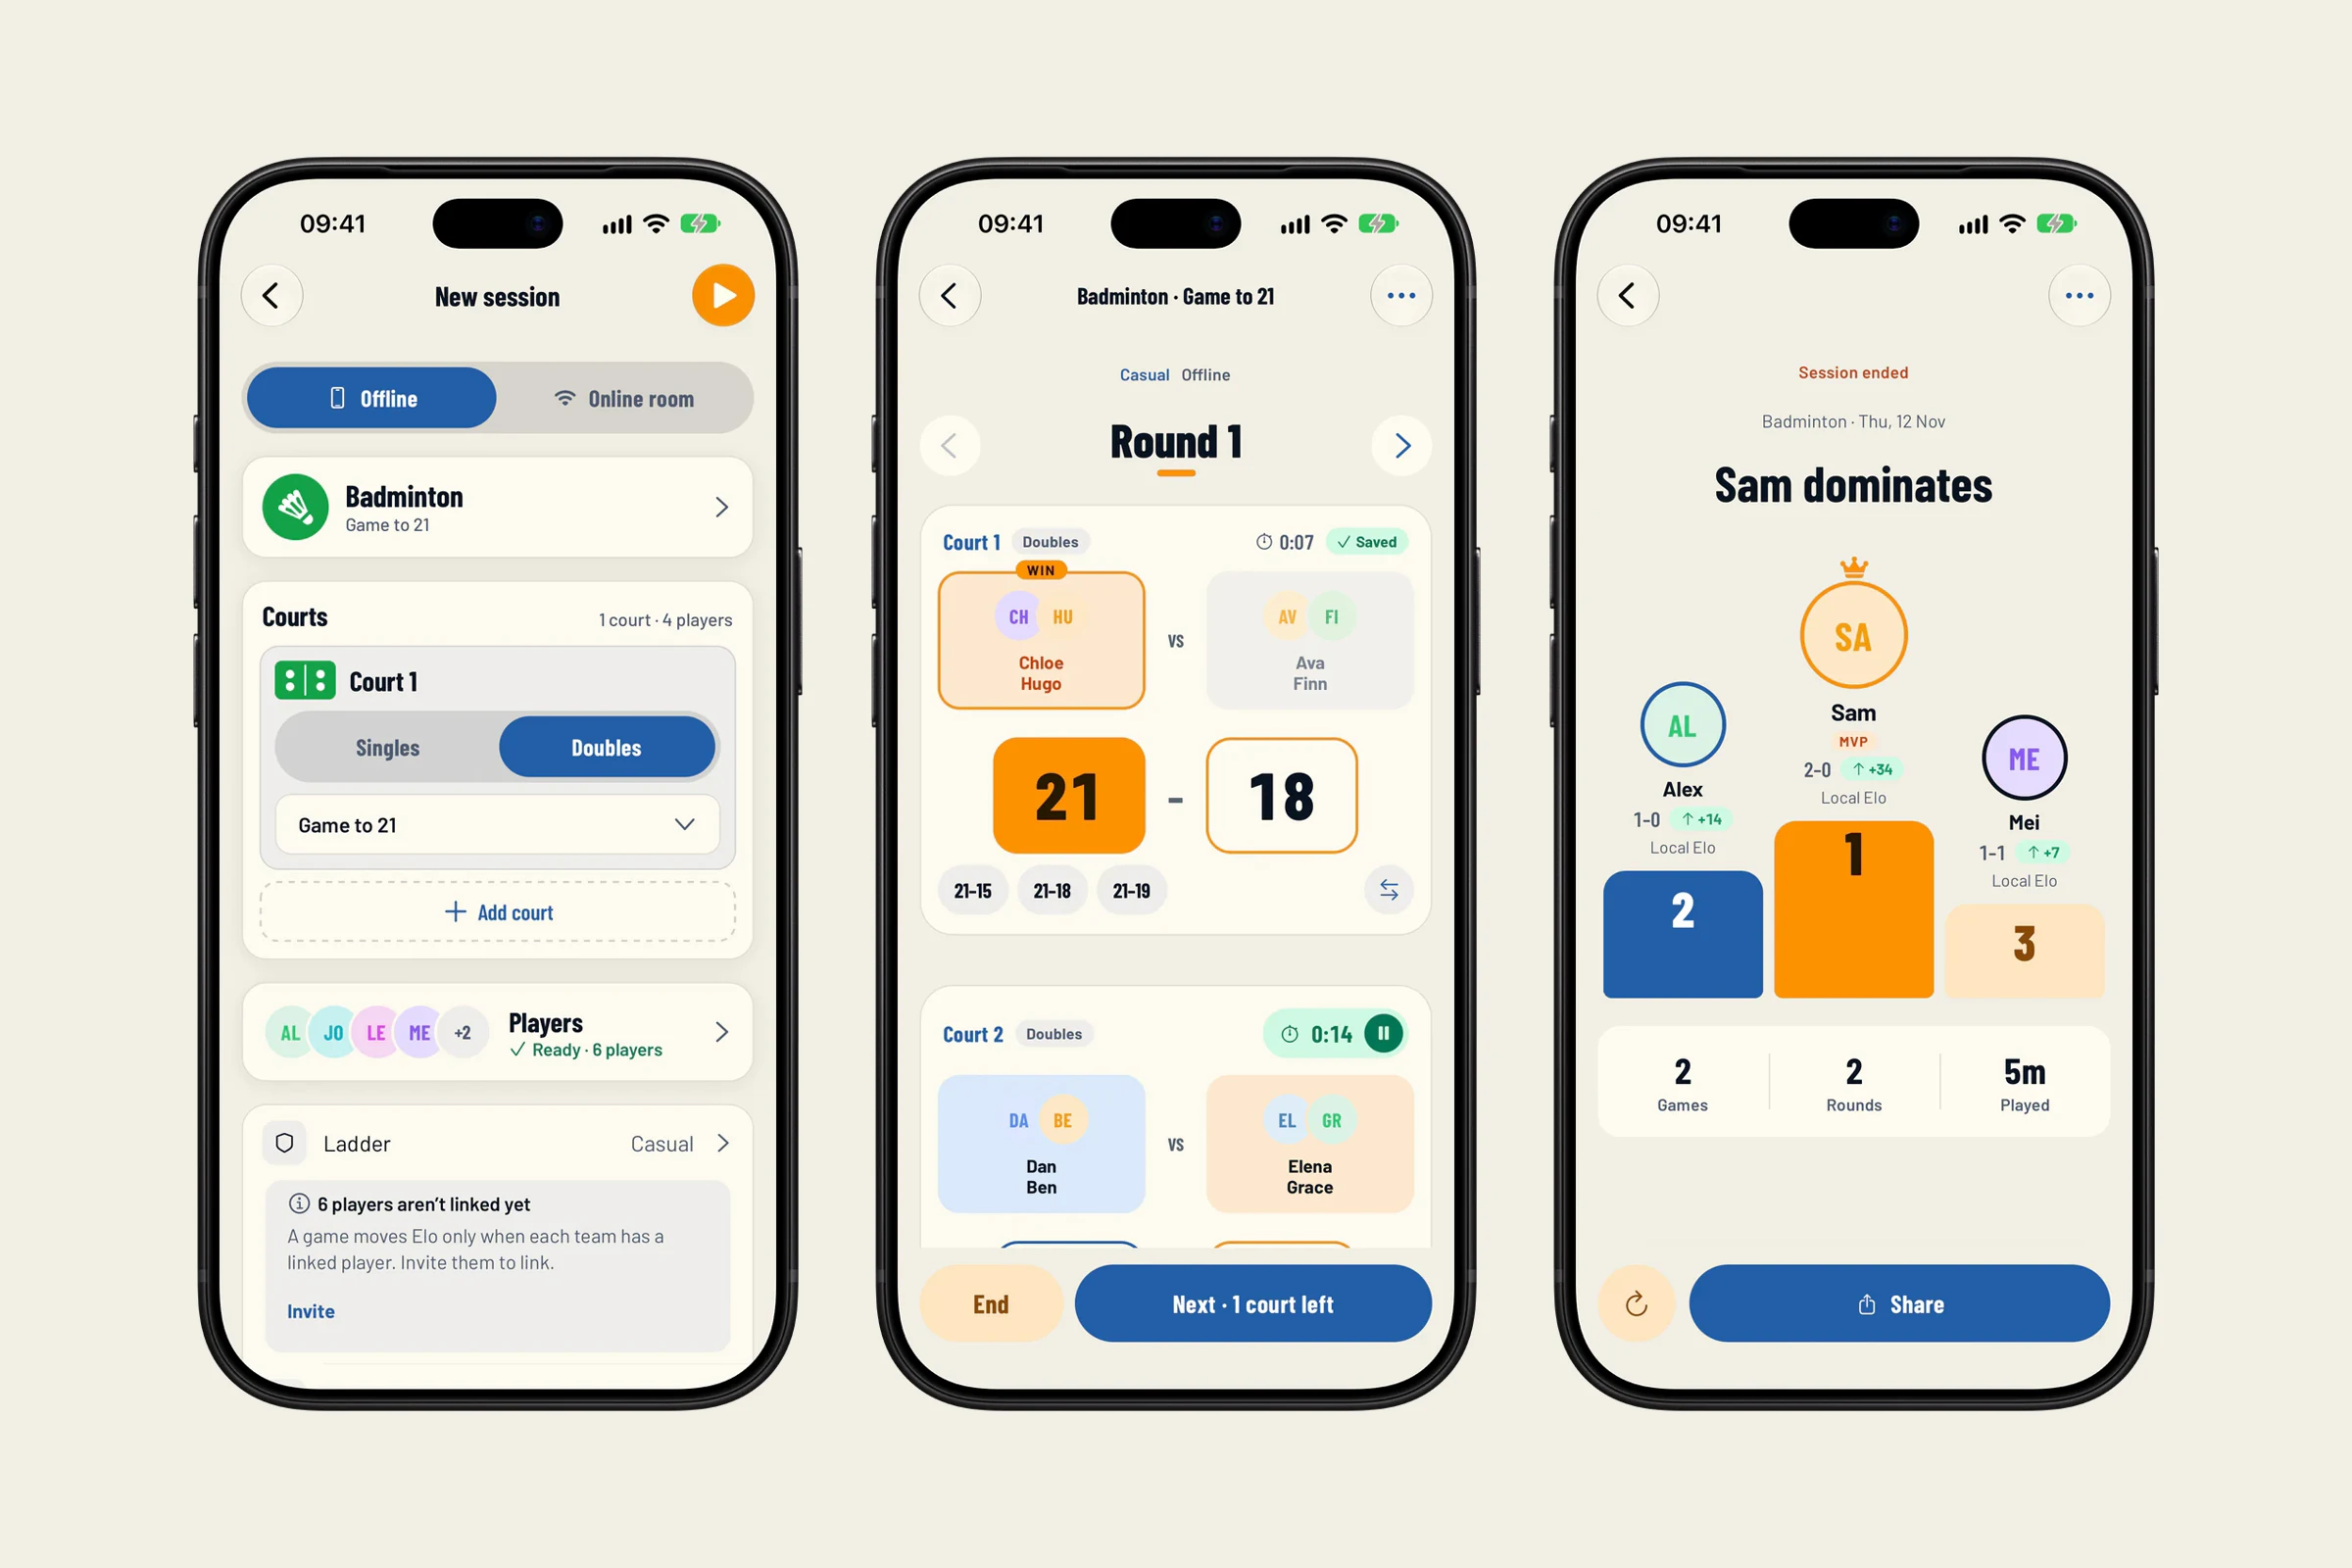 09:41
New session
Offline
Online room
Badminton
Game to 21
Courts
1 court · 4 players
Court 1
Singles
Doubles
Game to 21
Add court
AL JO LE ME +2
Players
Ready · 6 players
Ladder
Casual
6 players aren't linked yet
A game moves Elo only when each team has a
linked player. Invite them to link.
Invite
09:41
Badminton · Game to 21
Casual Offline
Round 1
Court 1 Doubles 0:07 Saved
WIN
CH HU
Chloe
Hugo
VS
AV FI
Ava
Finn
21 - 18
21-15 21-18 21-19
Court 2 Doubles 0:14
DA BE
Dan
Ben
VS
EL GR
Elena
Grace
End
Next · 1 court left
09:41
Session ended
Badminton · Thu, 12 Nov
Sam dominates
SA
Sam
MVP
2-0 +34
Local Elo
AL
Alex
1-0 +14
Local Elo
ME
Mei
1-1 +7
Local Elo
2
1
3
2
Games
2
Rounds
5m
Played
Share